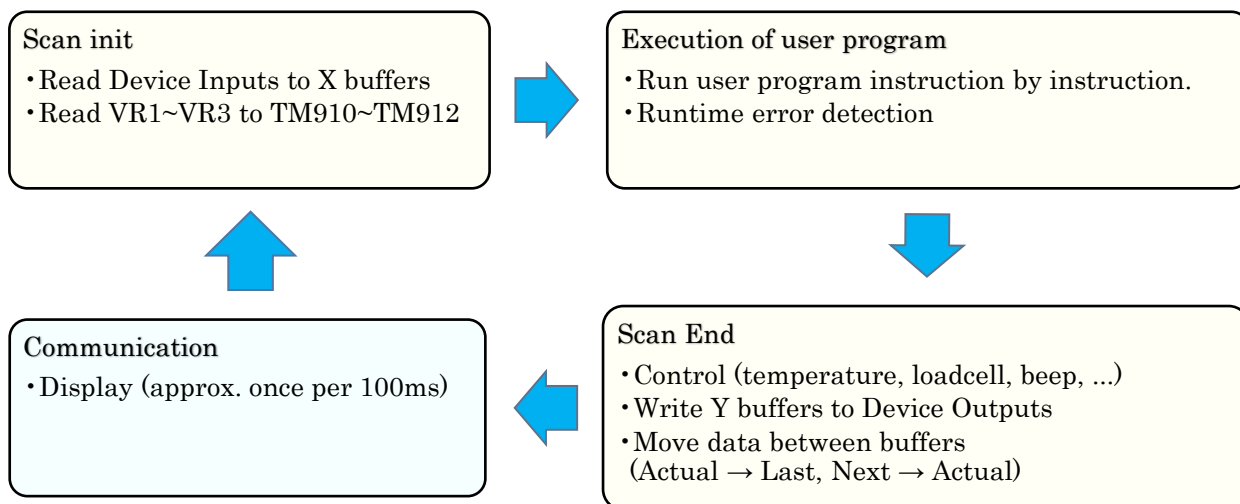 Scan init
・Read Device Inputs to X buffers
・Read VR1~VR3 to TM910~TM912
Execution of user program
・Run user program instruction by instruction.
・Runtime error detection
Communication
・Display (approx. once per 100ms)
Scan End
・Control (temperature, loadcell, beep, ...)
・Write Y buffers to Device Outputs
・Move data between buffers
(Actual → Last, Next → Actual)